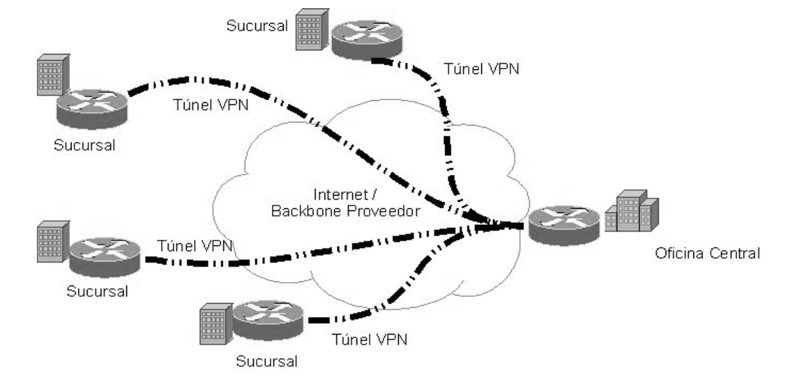 Sucursal
Túnel VPN
Túnel VPN
Sucursal
Internet /
Backbone Proveedor
Túnel VPN
Oficina Central
Sucursal
Túnel VPN
Sucursal